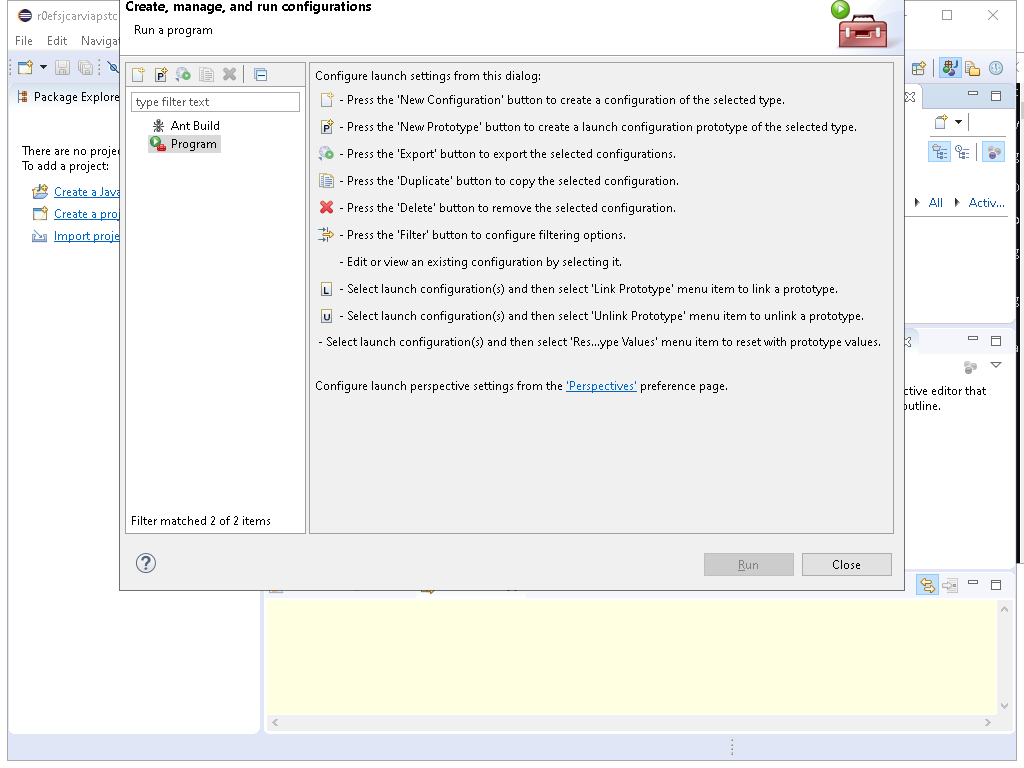 r0efsjcarviapstc
Create, manage, and run configurations
Run a program
File Edit Naviga
Package Explore
There are no proje
To add a project:
Create a Java
Create a proj
Import proje
type filter text
Ant Build
Program
Filter matched 2 of 2 items
Configure launch settings from this dialog:
- Press the 'New Configuration' button to create a configuration of the selected type.
- Press the 'New Prototype' button to create a launch configuration prototype of the selected type.
- Press the 'Export' button to export the selected configurations.
- Press the 'Duplicate' button to copy the selected configuration.
- Press the 'Delete' button to remove the selected configuration.
- Press the 'Filter' button to configure filtering options.
- Edit or view an existing configuration by selecting it.
L - Select launch configuration(s) and then select 'Link Prototype' menu item to link a prototype.
U - Select launch configuration(s) and then select 'Unlink Prototype' menu item to unlink a prototype.
- Select launch configuration(s) and then select 'Res...ype Values' menu item to reset with prototype values.
Configure launch perspective settings from the 'Perspectives' preference page.
Run Close
All Activ...
ctive editor that
outline.